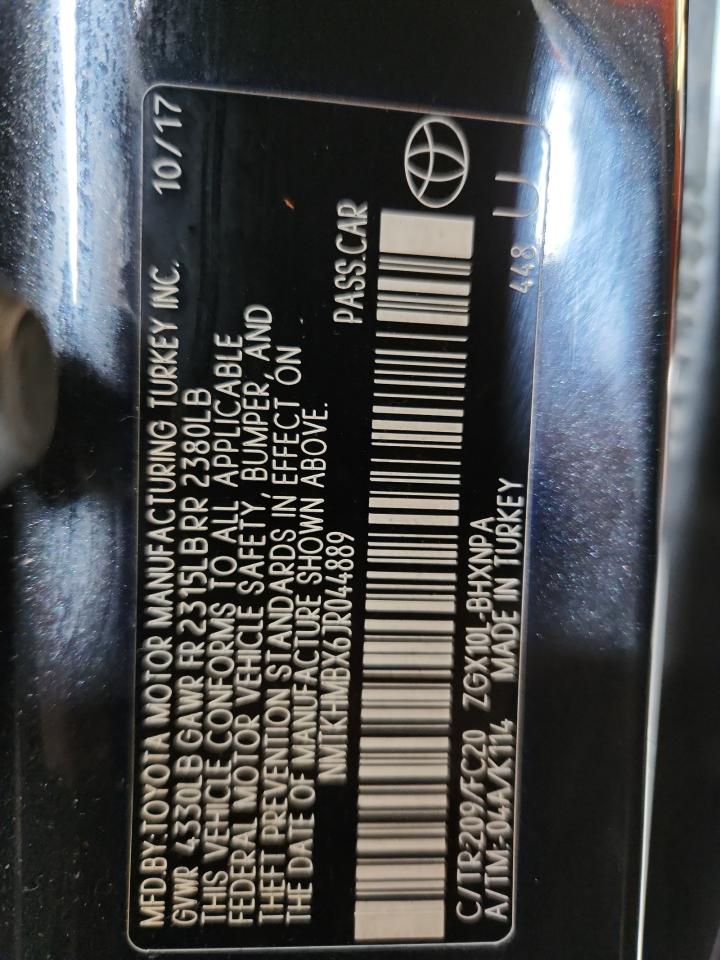 MFD.BY:TOYOTA MOTOR MANUFACTURING TURKEY INC. 10/17
GVWR 4330LB GAWR FR 2315LB RR 2380LB
THIS VEHICLE CONFORMS TO ALL APPLICABLE
FEDERAL MOTOR VEHICLE SAFETY, BUMPER, AND
THEFT PREVENTION STANDARDS IN EFFECT ON
THE DATE OF MANUFACTURE SHOWN ABOVE.
NMTKHMBX6JR044889 PASS.CAR
C/TR:209/FC20 ZGX10L-BHXNPA 448
A/TM:-04A/K114 MADE IN TURKEY U